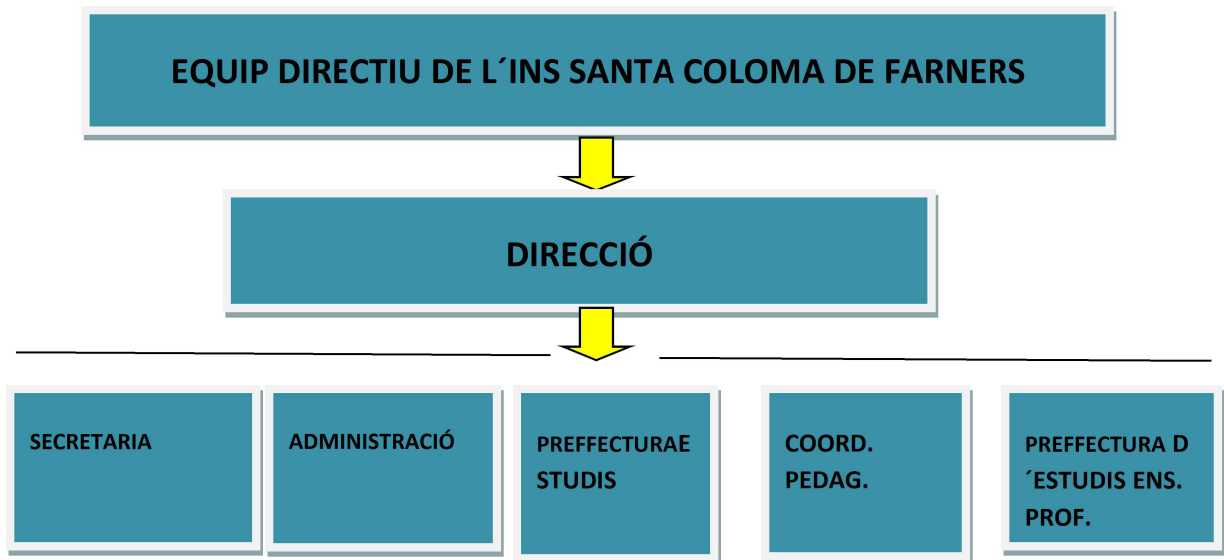 EQUIP DIRECTIU DE L´INS SANTA COLOMA DE FARNERS
DIRECCIÓ
SECRETARIA
ADMINISTRACIÓ
PREFFECTURAE
STUDIS
COORD.
PEDAG.
PREFFECTURA D
´ESTUDIS ENS.
PROF.